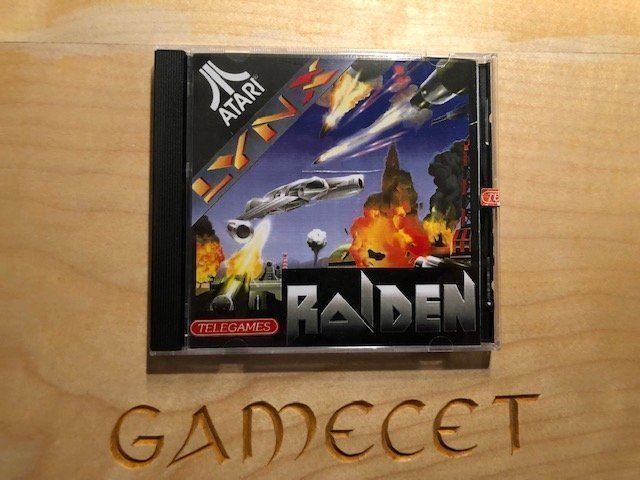 ATARI
LYNX
RAIDEN
TELEGAMES
GAMECET